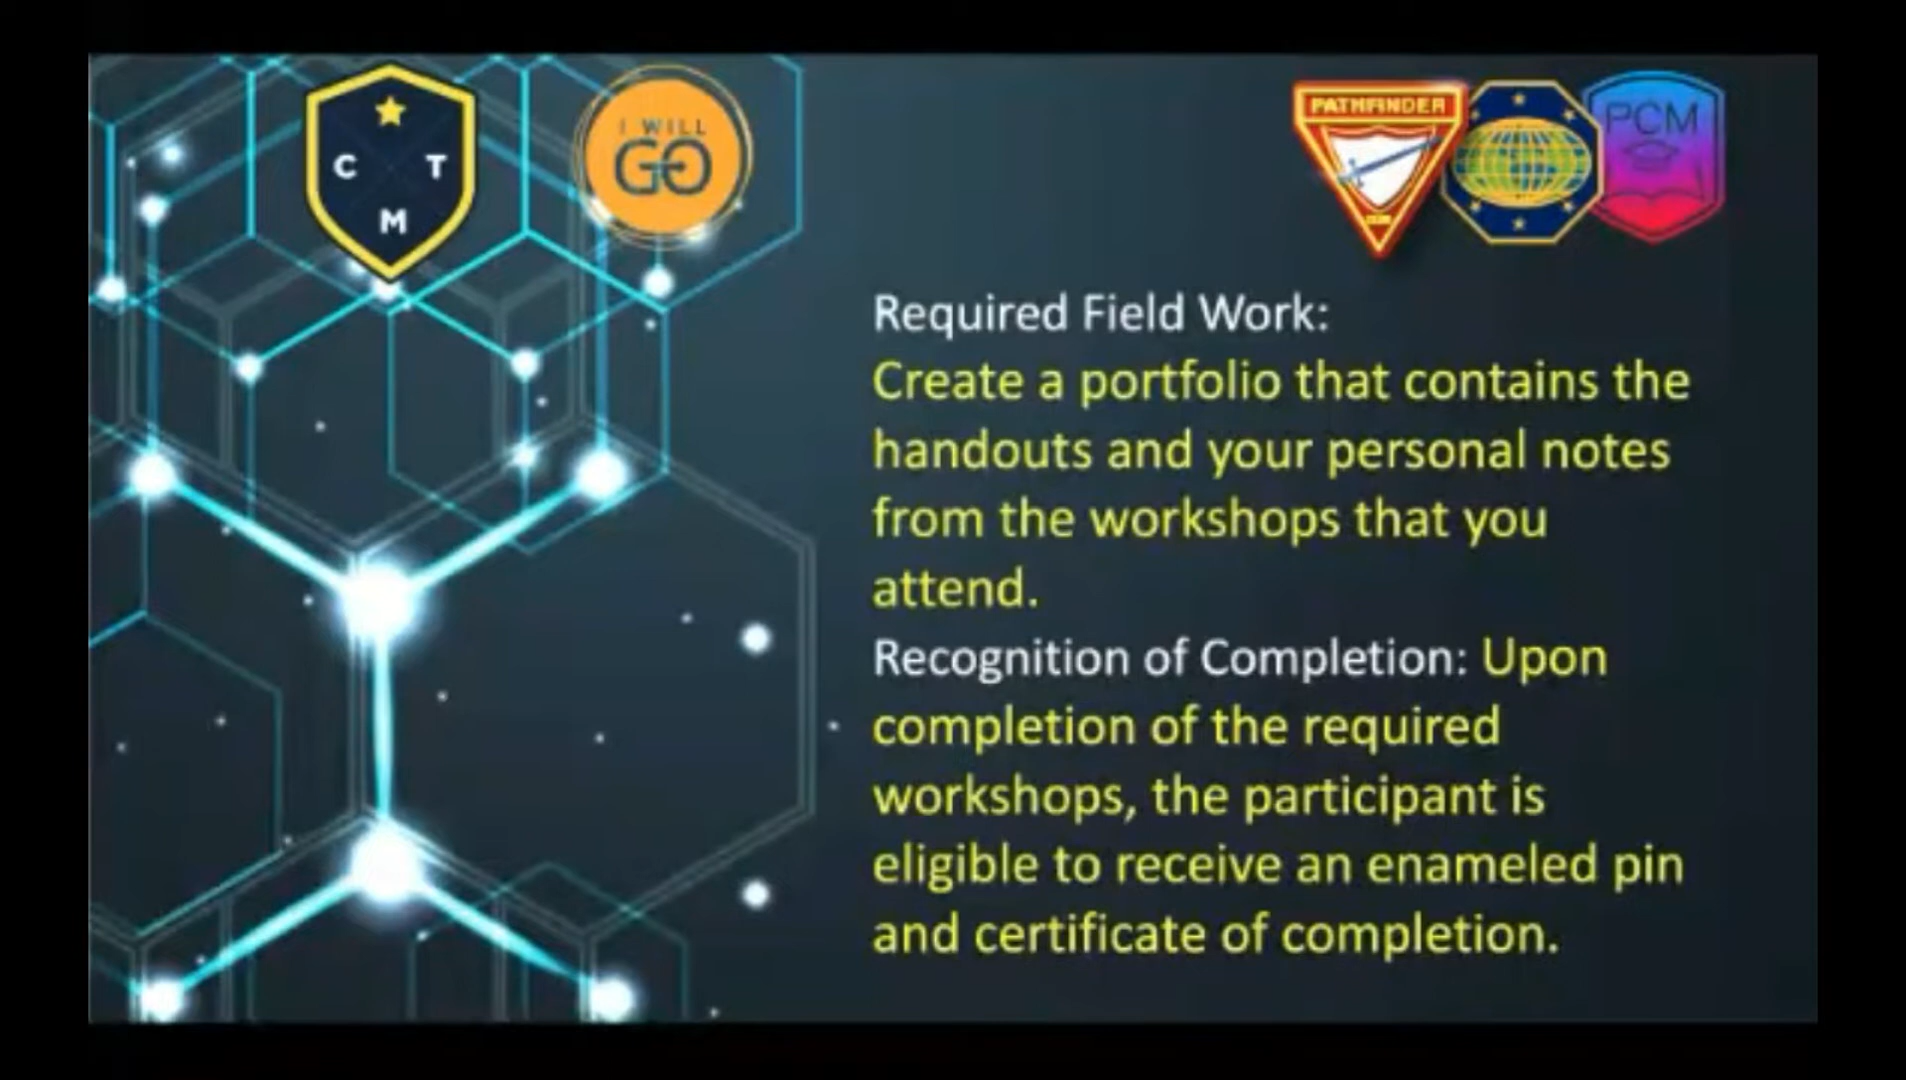 C T
M
I WILL
GO
PATHFINDER
PCM
Required Field Work:
Create a portfolio that contains the
handouts and your personal notes
from the workshops that you
attend.
Recognition of Completion: Upon
completion of the required
workshops, the participant is
eligible to receive an enameled pin
and certificate of completion.